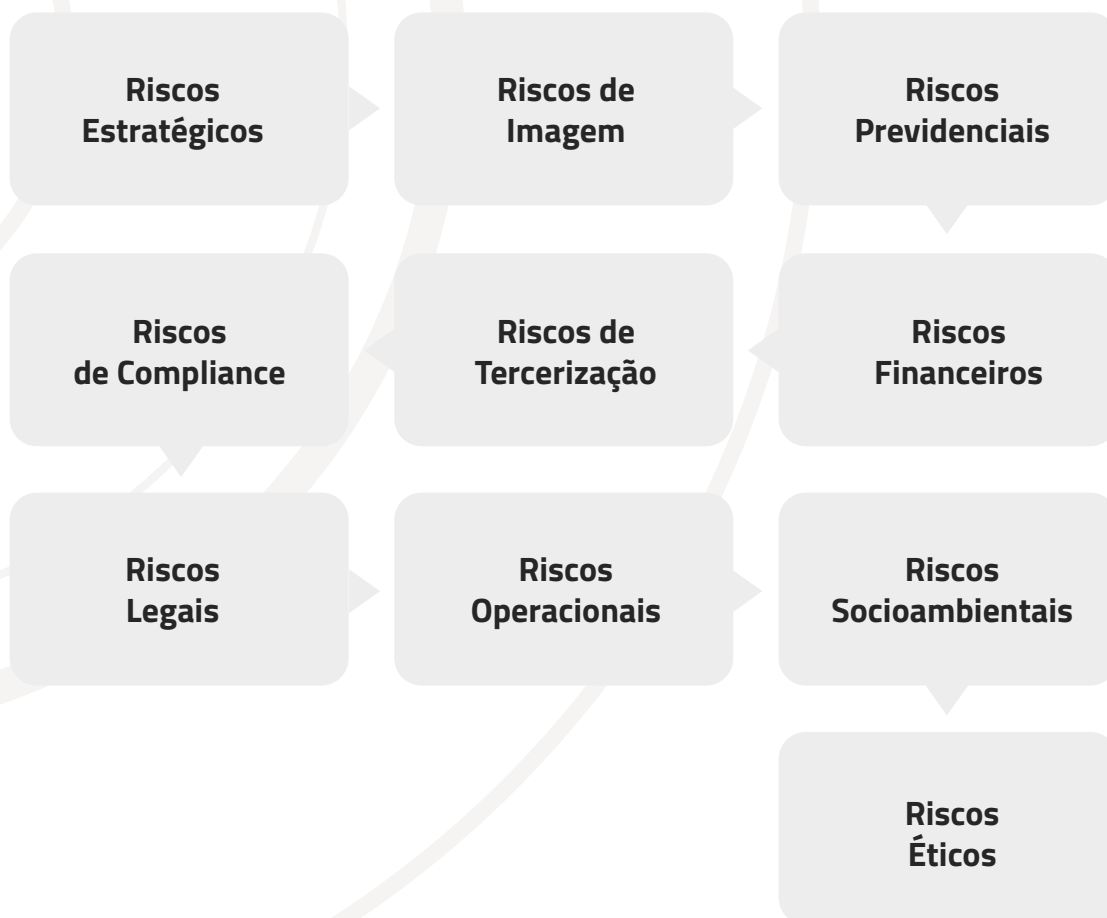 Riscos
Estratégicos
Riscos de
Imagem
Riscos
Previdenciais
Riscos
Financeiros
Riscos de
Tercerização
Riscos
de Compliance
Riscos
Legais
Riscos
Operacionais
Riscos
Socioambientais
Riscos
Éticos